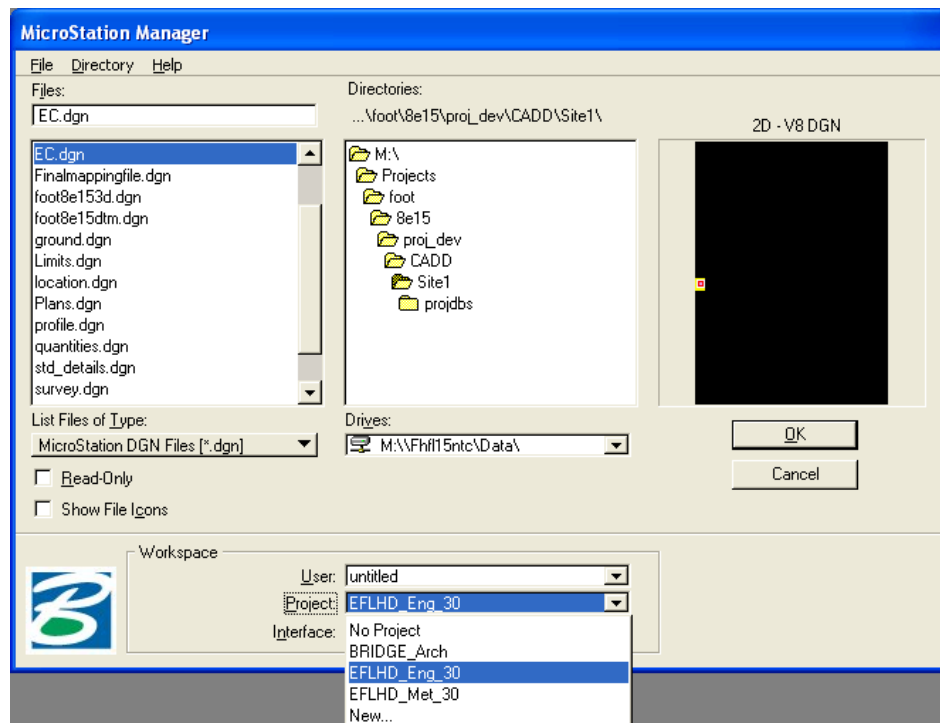 MicroStation Manager
File Directory Help
Files:
EC.dgn
EC.dgn
Finalmappingfile.dgn
foot8e153d.dgn
foot8e15dtm.dgn
ground.dgn
Limits.dgn
location.dgn
Plans.dgn
profile.dgn
quantities.dgn
std_details.dgn
survey.dgn
List Files of Type:
MicroStation DGN Files [*.dgn]
Read-Only
Show File Icons
Directories:
...\foot\8e15\proj_dev\CADD\Site1\
M:\
Projects
foot
8e15
proj_dev
CADD
Site1
projdbs
Drives:
M:\\Fhfl15ntc\Data\
2D - V8 DGN
OK
Cancel
Workspace
User: untitled
Project: EFLHD_Eng_30
Interface:
No Project
BRIDGE_Arch
EFLHD_Eng_30
EFLHD_Met_30
New...